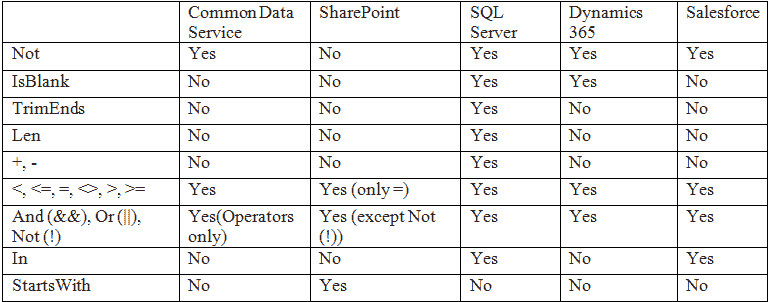 Common Data Service SharePoint SQL Server Dynamics 365 Salesforce
Not Yes No Yes Yes Yes
IsBlank No No Yes Yes No
TrimEnds No No Yes No No
Len No No Yes No No
+, - No No Yes No No
<, <=, =, <>, >, >= Yes Yes (only =) Yes Yes Yes
And (&&), Or (||), Not (!) Yes(Operators only) Yes (except Not (!)) Yes Yes Yes
In No No Yes No Yes
StartsWith No Yes No No No